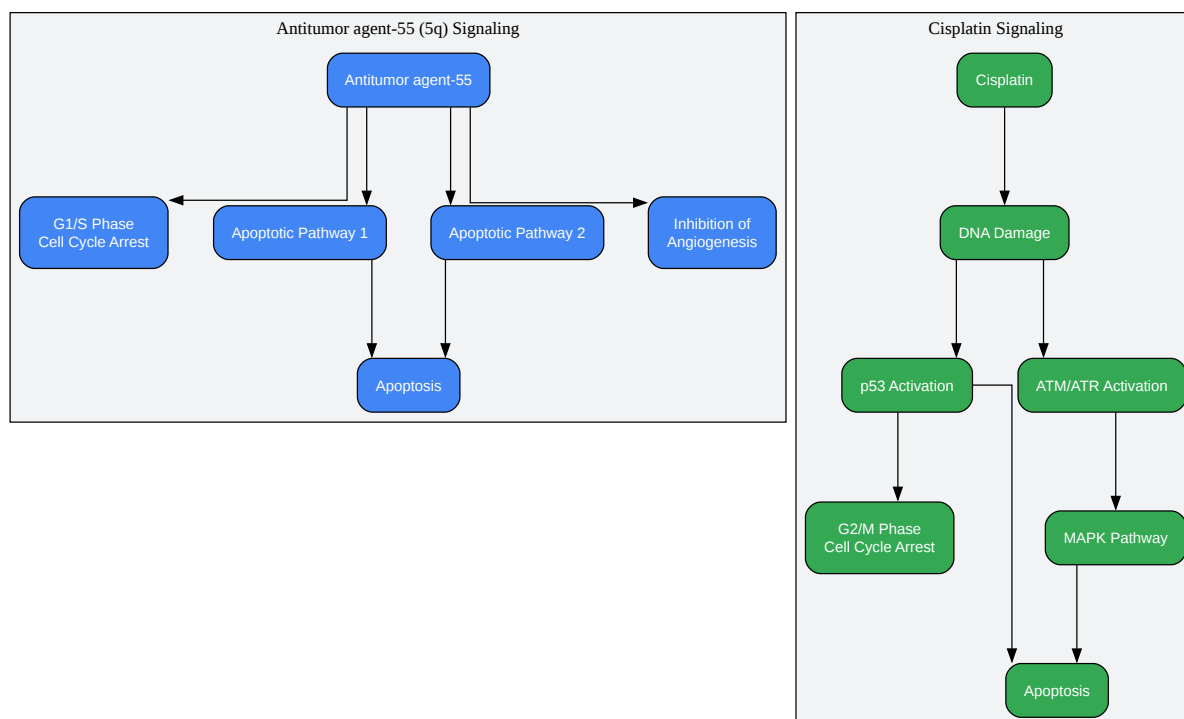 Antitumor agent-55 (5q) Signaling
Antitumor agent-55
G1/S Phase
Cell Cycle Arrest
Apoptotic Pathway 1
Apoptotic Pathway 2
Inhibition of
Angiogenesis
Apoptosis
Cisplatin Signaling
Cisplatin
DNA Damage
p53 Activation
ATM/ATR Activation
G2/M Phase
Cell Cycle Arrest
MAPK Pathway
Apoptosis